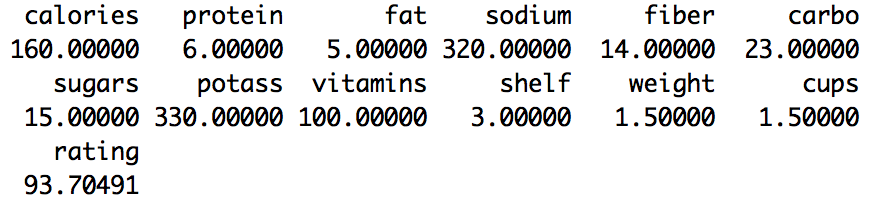 calories protein fat sodium fiber carbo
160.00000 6.00000 5.00000 320.00000 14.00000 23.00000
sugars potass vitamins shelf weight cups
15.00000 330.00000 100.00000 3.00000 1.50000 1.50000
rating
93.70491